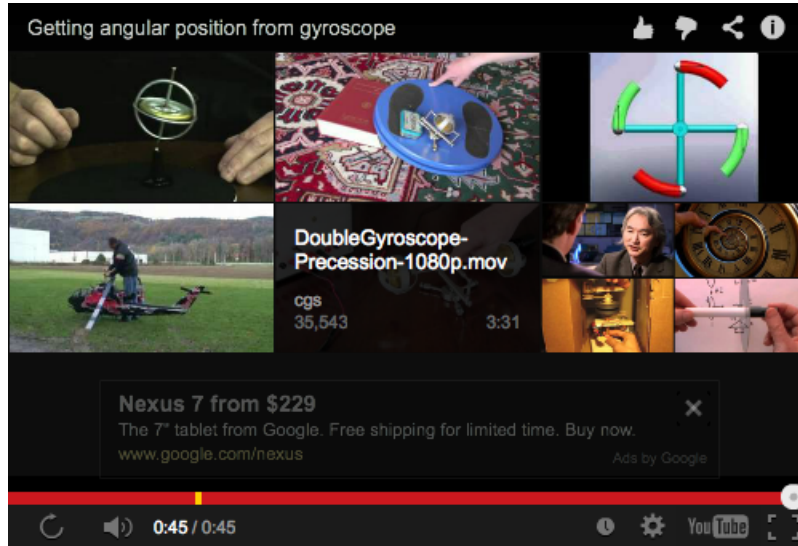 Getting angular position from gyroscope
DoubleGyroscope-
Precession-1080p.mov
cgs
35,543 3:31
Nexus 7 from $229
The 7" tablet from Google. Free shipping for limited time. Buy now.
www.google.com/nexus
Ads by Google
0:45 / 0:45
YouTube